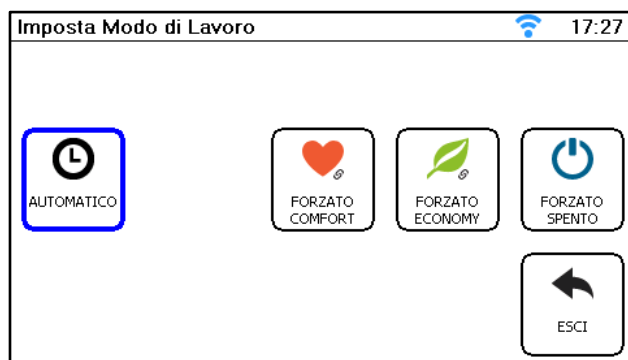 Imposta Modo di Lavoro 17:27
AUTOMATICO
FORZATO
COMFORT
FORZATO
ECONOMY
FORZATO
SPENTO
ESCI